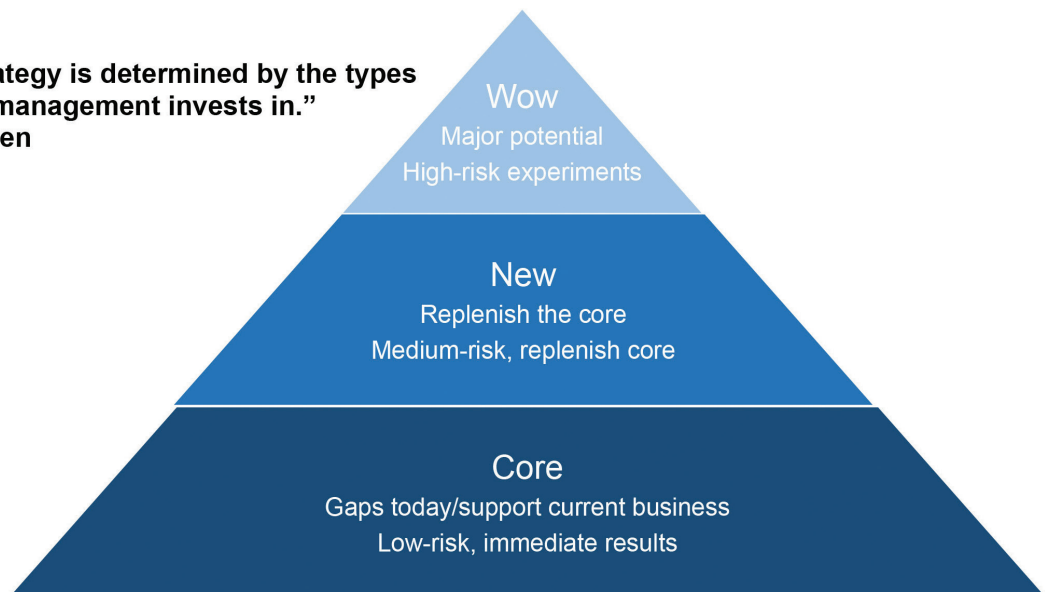 ategy is determined by the types
management invests in.”
en
Wow
Major potential
High-risk experiments
New
Replenish the core
Medium-risk, replenish core
Core
Gaps today/support current business
Low-risk, immediate results